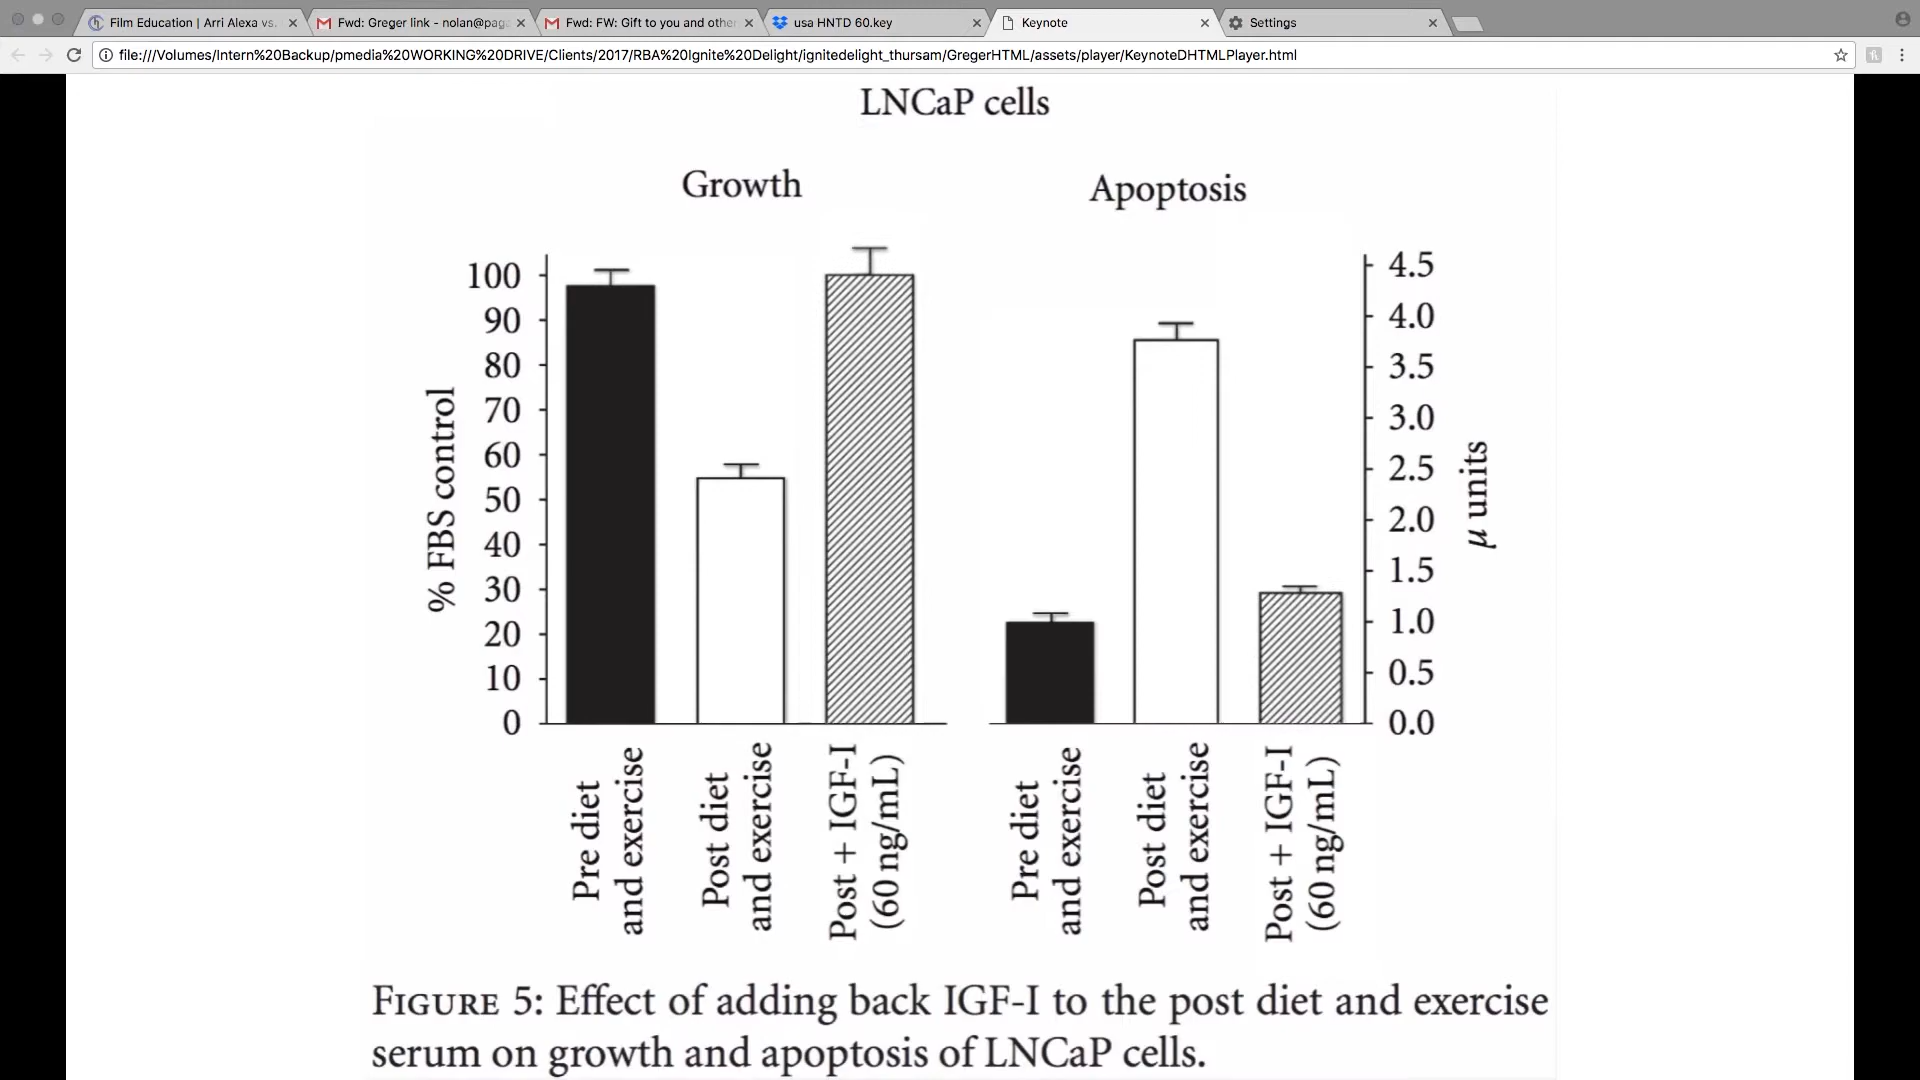 Film Education | Arri Alexa vs.
Fwd: Greger link - nolan@pag
Fwd: FW: Gift to you and other
usa HNTD 60.key
Keynote
Settings
file:///Volumes/Intern%20Backup/pmedia%20WORKING%20DRIVE/Clients/2017/RBA%20Ignite%20Delight/ignitedelight_thursam/GregerHTML/assets/player/KeynoteDHTMLPlayer.html
LNCaP cells
Growth
Apoptosis
% FBS control
100
90
80
70
60
50
40
30
20
10
0
4.5
4.0
3.5
3.0
2.5
2.0
1.5
1.0
0.5
0.0
μ units
Pre diet
and exercise
Post diet
and exercise
Post + IGF-I
(60 ng/mL)
Pre diet
and exercise
Post diet
and exercise
Post + IGF-I
(60 ng/mL)
Figure 5: Effect of adding back IGF-I to the post diet and exercise
serum on growth and apoptosis of LNCaP cells.